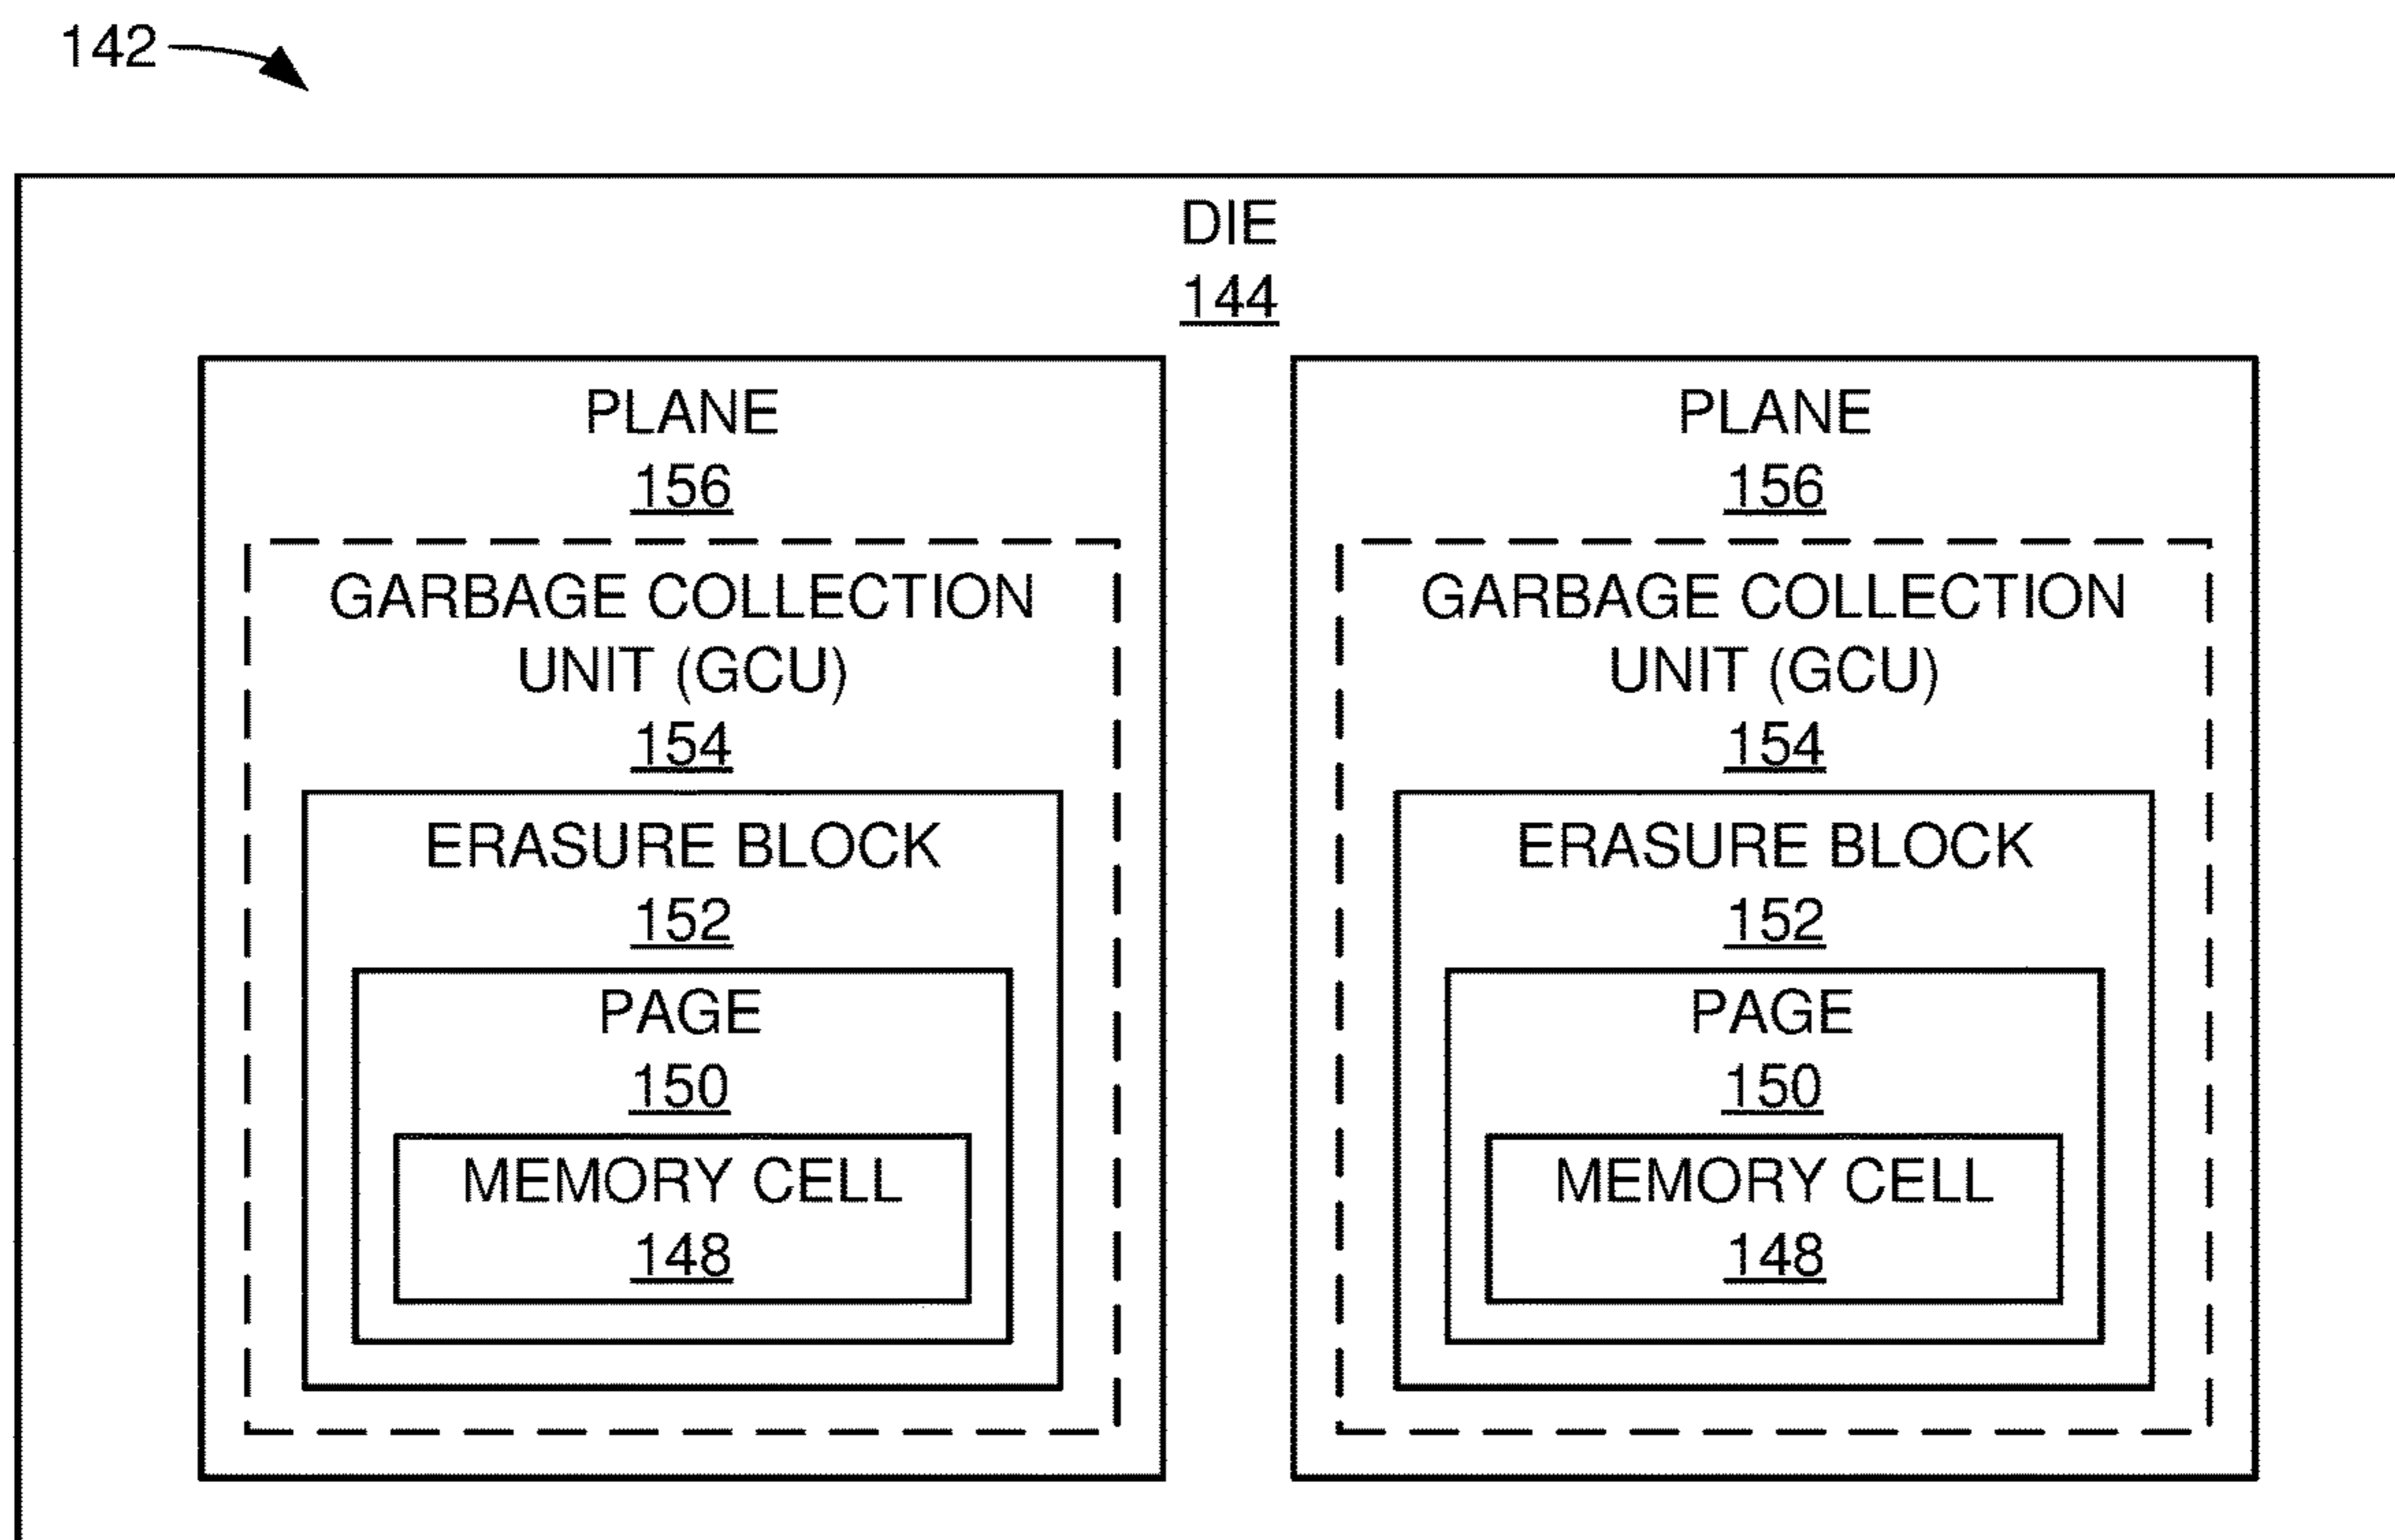 142
DIE
144
PLANE
156
GARBAGE COLLECTION
UNIT (GCU)
154
ERASURE BLOCK
152
PAGE
150
MEMORY CELL
148
PLANE
156
GARBAGE COLLECTION
UNIT (GCU)
154
ERASURE BLOCK
152
PAGE
150
MEMORY CELL
148